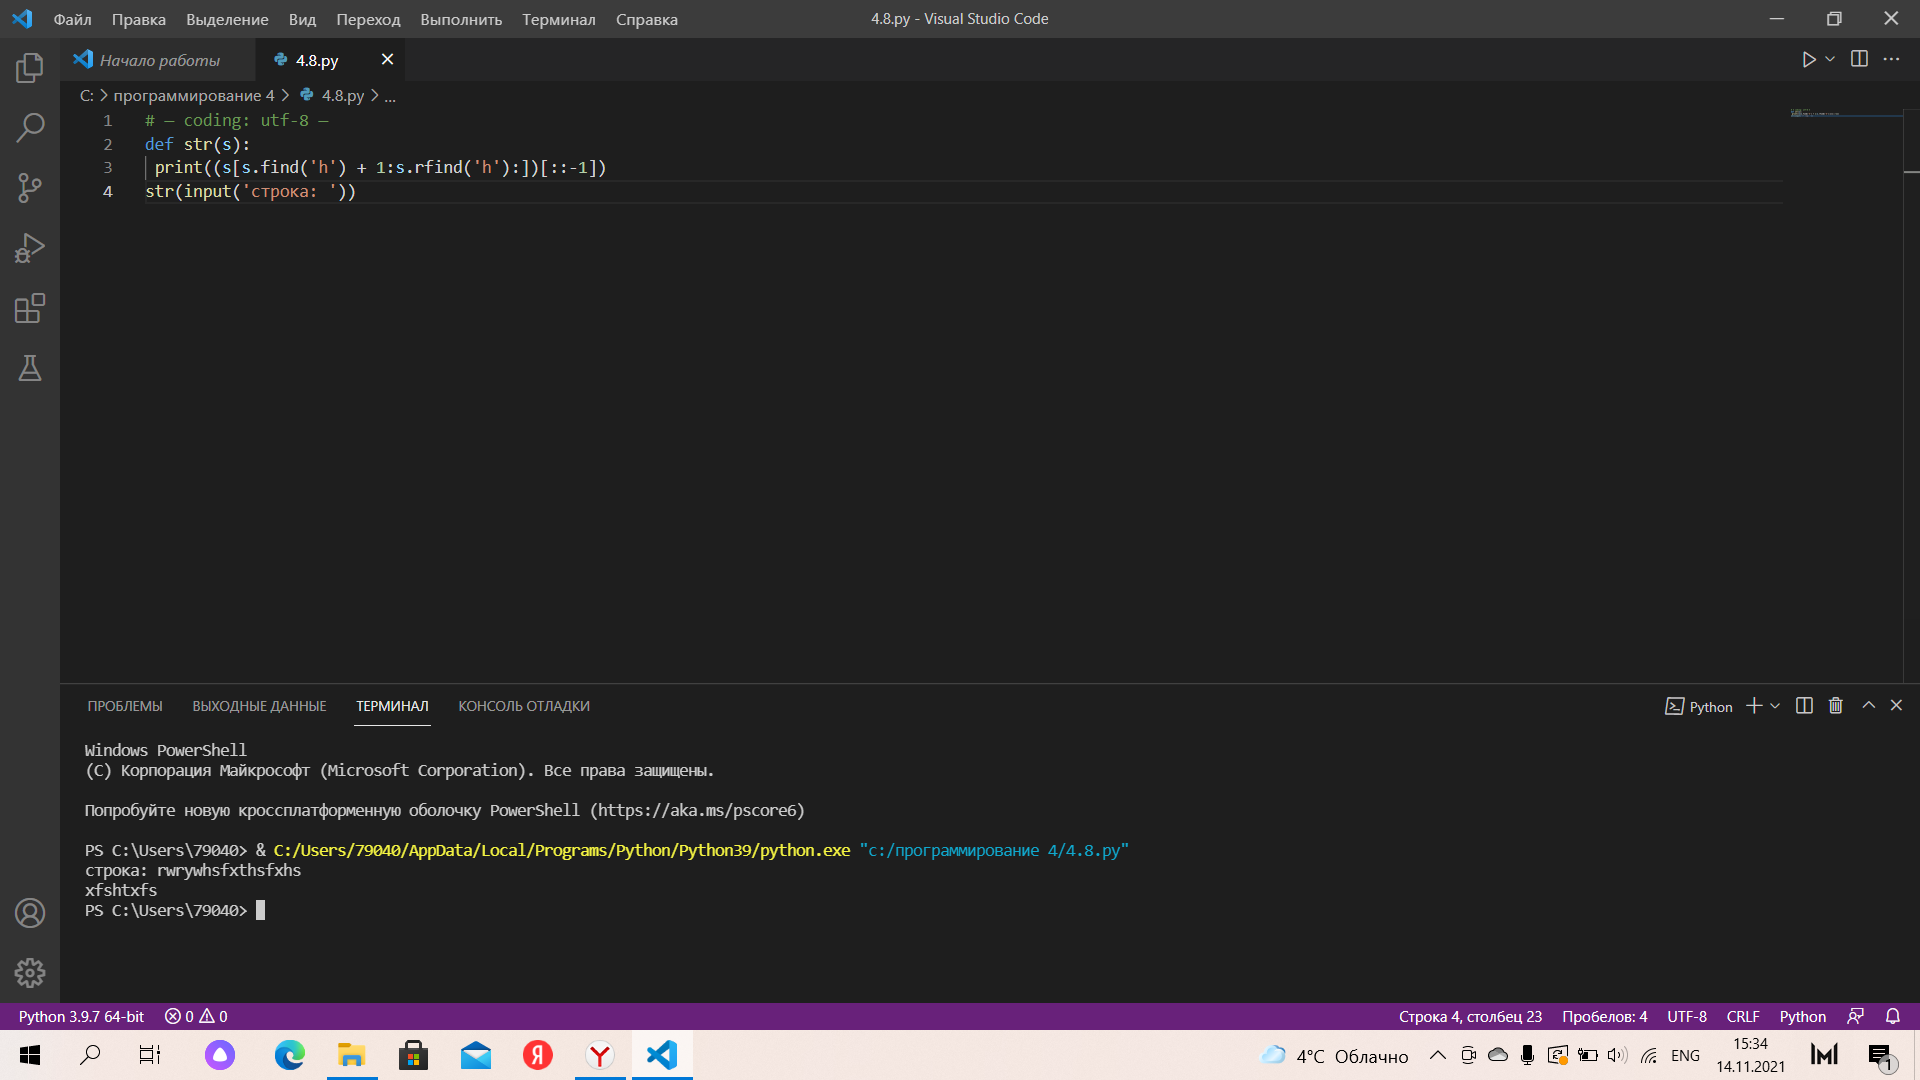 Файл Правка Выделение Вид Переход Выполнить Терминал Справка 4.8.py - Visual Studio Code
Начало работы 4.8.py
C: программирование 4 4.8.py ...
1 # — coding: utf-8 —
2 def str(s):
3 print((s[s.find('h') + 1:s.rfind('h'):])[::-1])
4 str(input('строка: '))
ПРОБЛЕМЫ ВЫХОДНЫЕ ДАННЫЕ ТЕРМИНАЛ КОНСОЛЬ ОТЛАДКИ Python
Windows PowerShell
(C) Корпорация Майкрософт (Microsoft Corporation). Все права защищены.
Попробуйте новую кроссплатформенную оболочку PowerShell (https://aka.ms/pscore6)
PS C:\Users\79040> & C:/Users/79040/AppData/Local/Programs/Python/Python39/python.exe "c:/программирование 4/4.8.py"
строка: rwrywhsfxthsfxhs
xfshtxfs
PS C:\Users\79040>
Python 3.9.7 64-bit 0 0 Строка 4, столбец 23 Пробелов: 4 UTF-8 CRLF Python
4°C Облачно ENG 15:34
14.11.2021 1